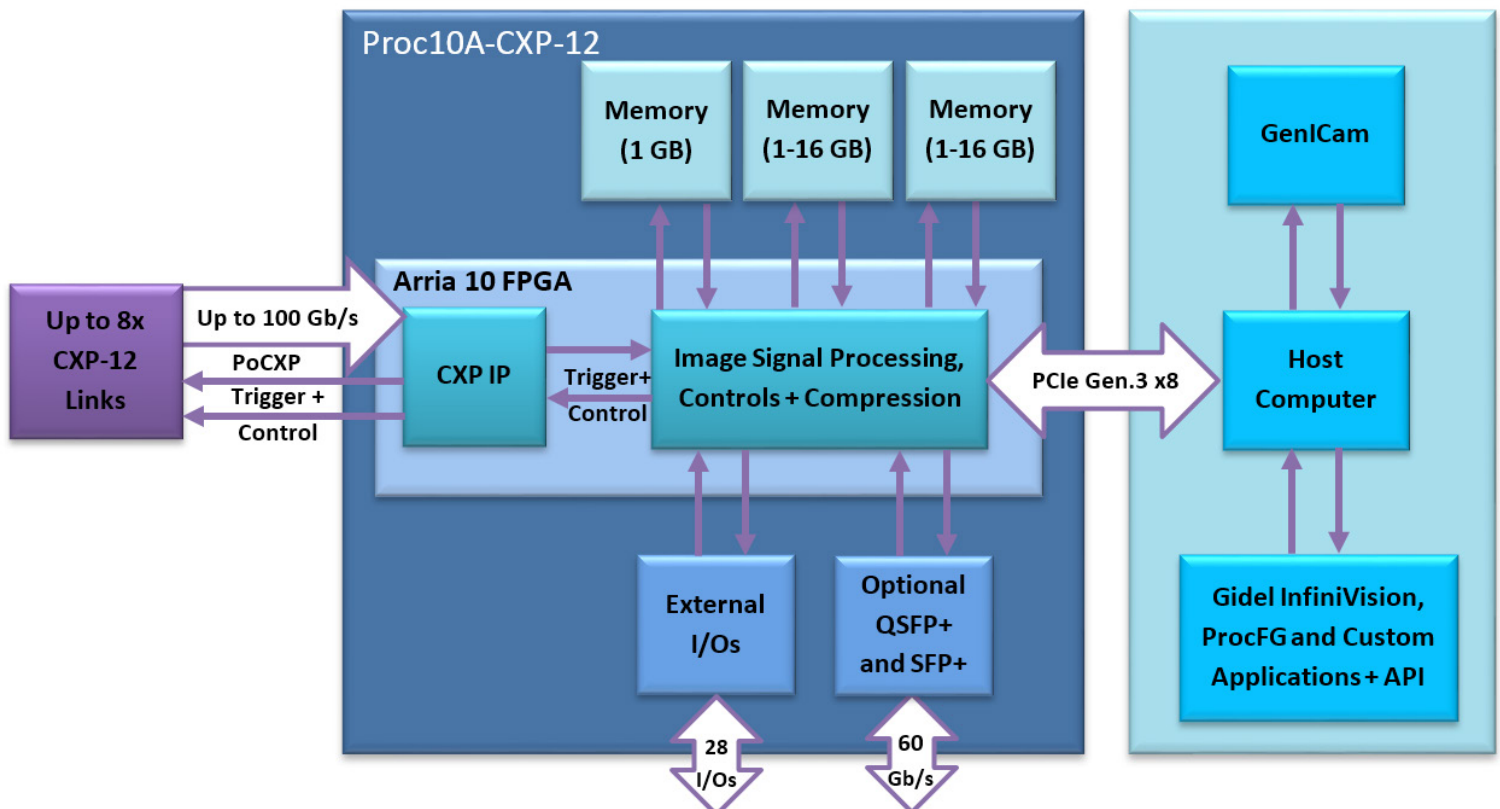 Proc10A-CXP-12
Memory
(1 GB)
Memory
(1-16 GB)
Memory
(1-16 GB)
GenICam
Arria 10 FPGA
Up to 8x
CXP-12
Links
Up to 100 Gb/s
PoCXP
Trigger +
Control
CXP IP
Trigger+
Control
Image Signal Processing,
Controls + Compression
PCIe Gen.3 x8
Host
Computer
External
I/Os
Optional
QSFP+
and SFP+
Gidel InfiniVision,
ProcFG and Custom
Applications + API
28
I/Os
60
Gb/s